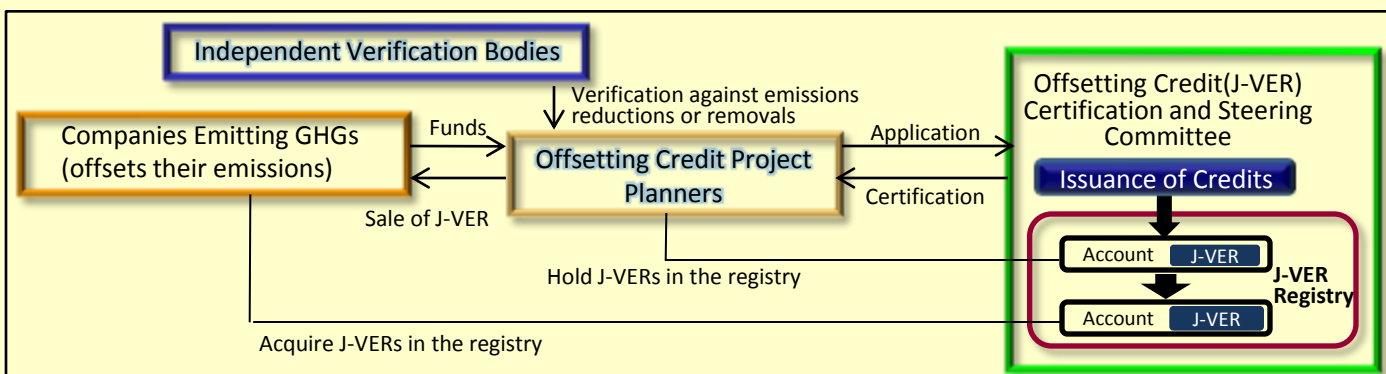 Independent Verification Bodies
Verification against emissions
reductions or removals
Companies Emitting GHGs
(offsets their emissions)
Funds
Sale of J-VER
Offsetting Credit Project
Planners
Application
Certification
Offsetting Credit(J-VER)
Certification and Steering
Committee
Issuance of Credits
Account J-VER
Account J-VER
J-VER
Registry
Hold J-VERs in the registry
Acquire J-VERs in the registry